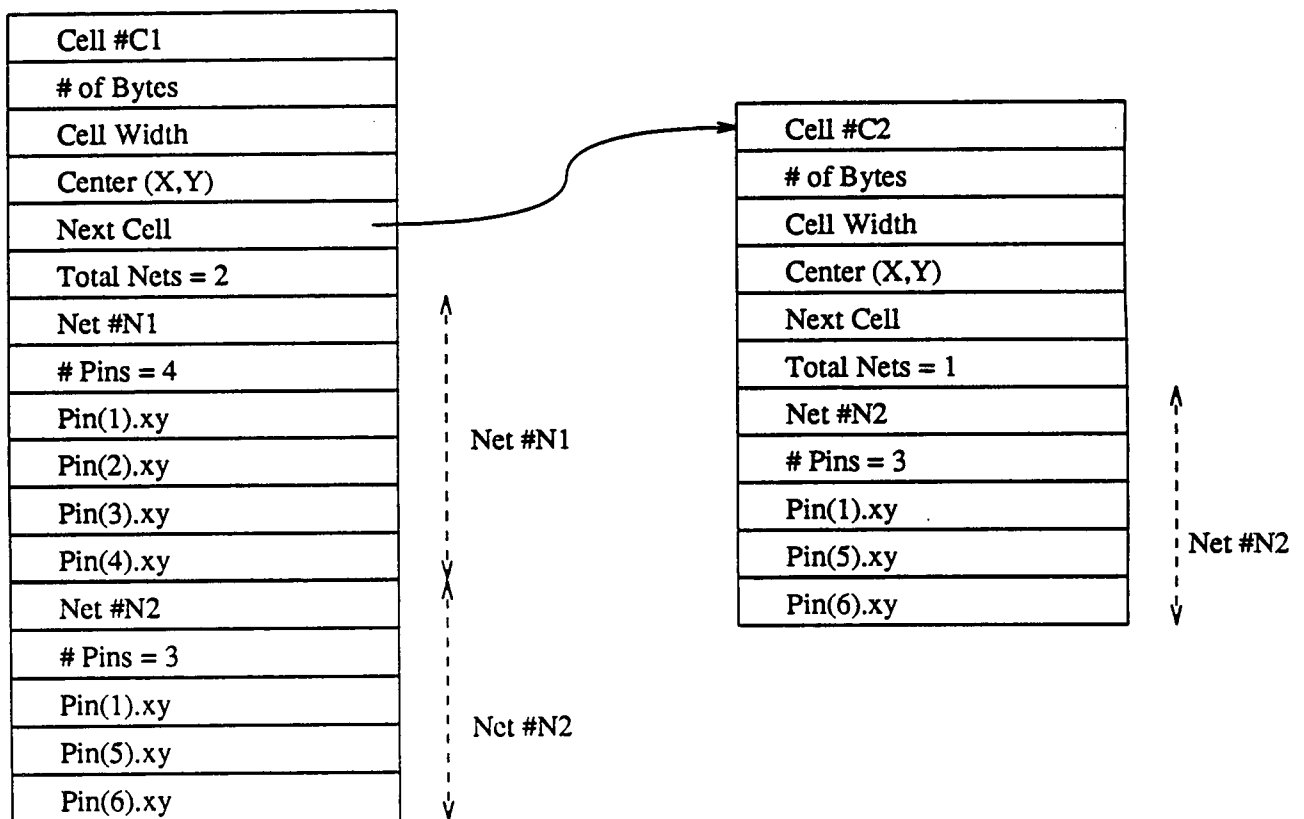 Cell #C1
# of Bytes
Cell Width
Center (X,Y)
Next Cell
Total Nets = 2
Net #N1
# Pins = 4
Pin(1).xy
Pin(2).xy
Pin(3).xy
Pin(4).xy
Net #N2
# Pins = 3
Pin(1).xy
Pin(5).xy
Pin(6).xy
Net #N1
Net #N2
Cell #C2
# of Bytes
Cell Width
Center (X,Y)
Next Cell
Total Nets = 1
Net #N2
# Pins = 3
Pin(1).xy
Pin(5).xy
Pin(6).xy
Net #N2